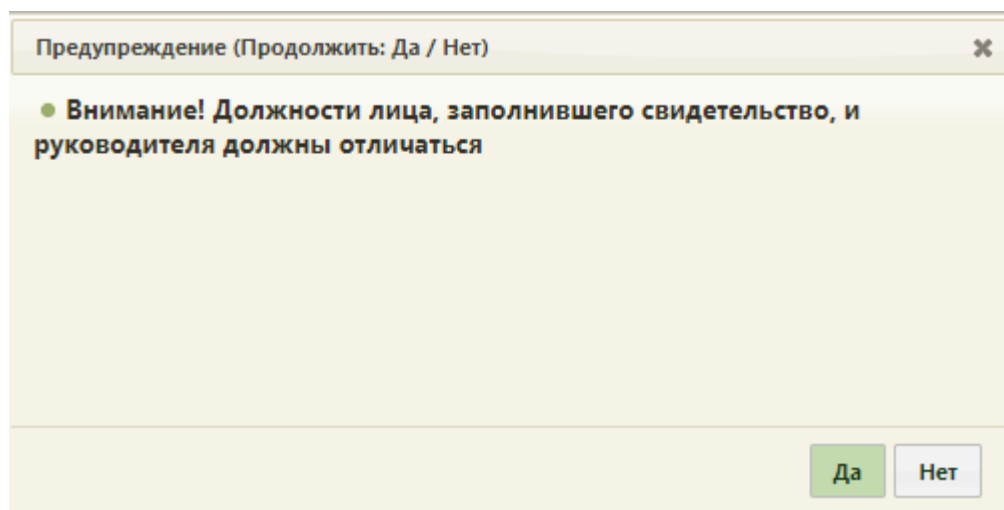 Предупреждение (Продолжить: Да / Нет)
Внимание! Должности лица, заполнившего свидетельство, и
руководителя должны отличаться
Да Нет